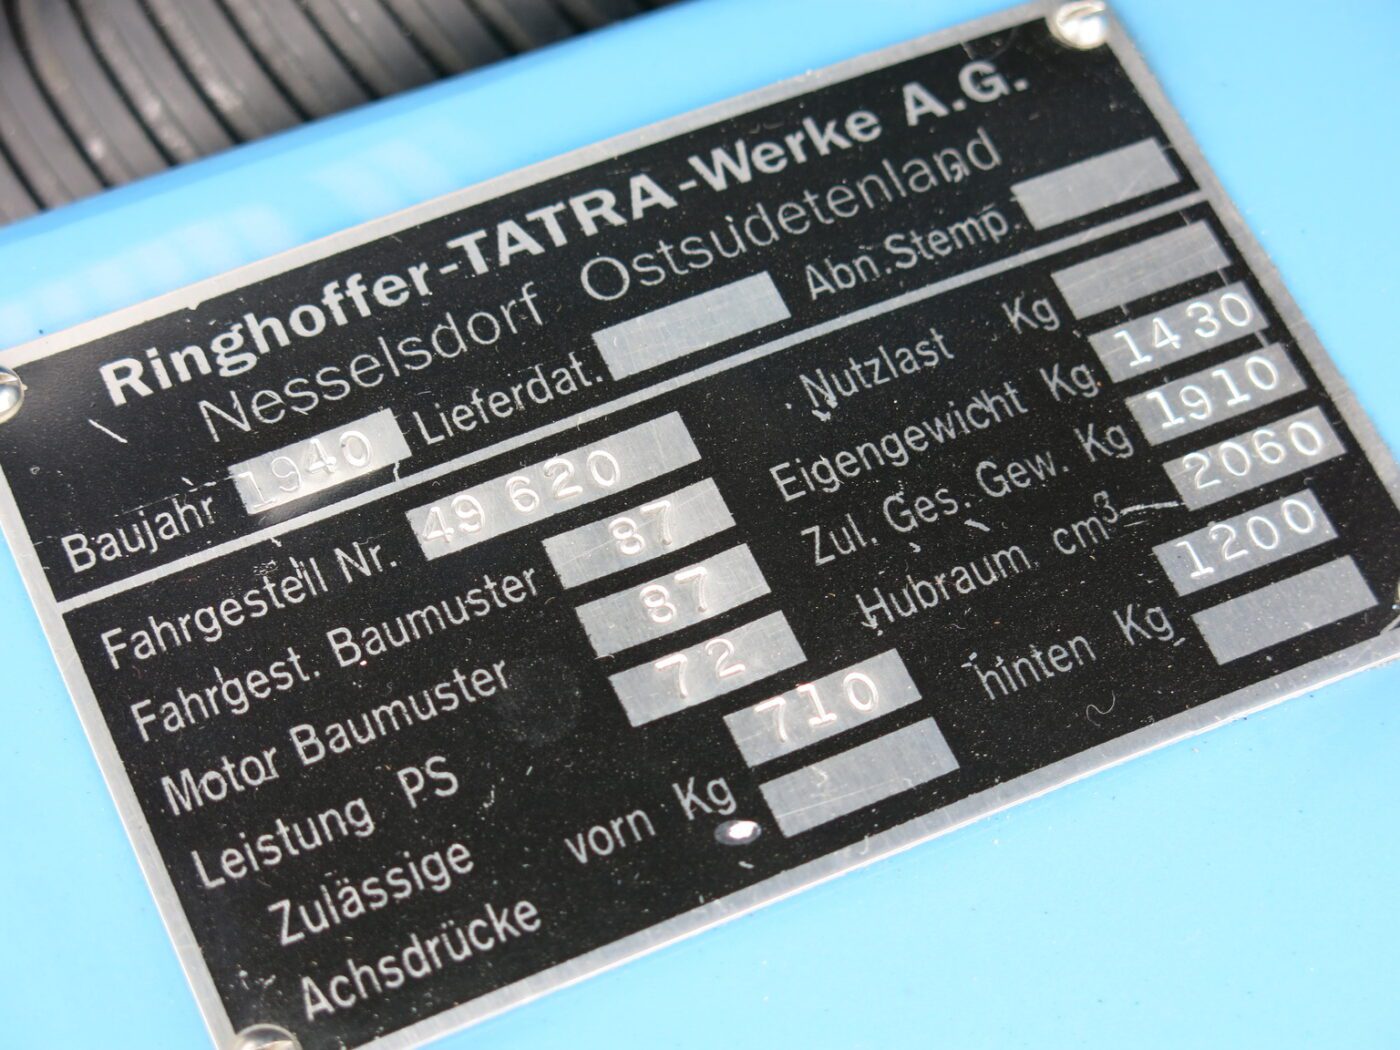 Ringhoffer-TATRA-Werke A.G.
Nesselsdorf Ostsudetenland
Baujahr 1940 Lieferdat. Abn.Stemp.
Fahrgestell Nr. 49 620 Nutzlast Kg
Fahrgest. Baumuster 87 Eigengewicht Kg 1430
Motor Baumuster 87 Zul. Ges. Gew. Kg 1910
Leistung PS 72 Hubraum cm³ 2060
Zulässige Achsdrücke vorn Kg 710 hinten Kg 1200